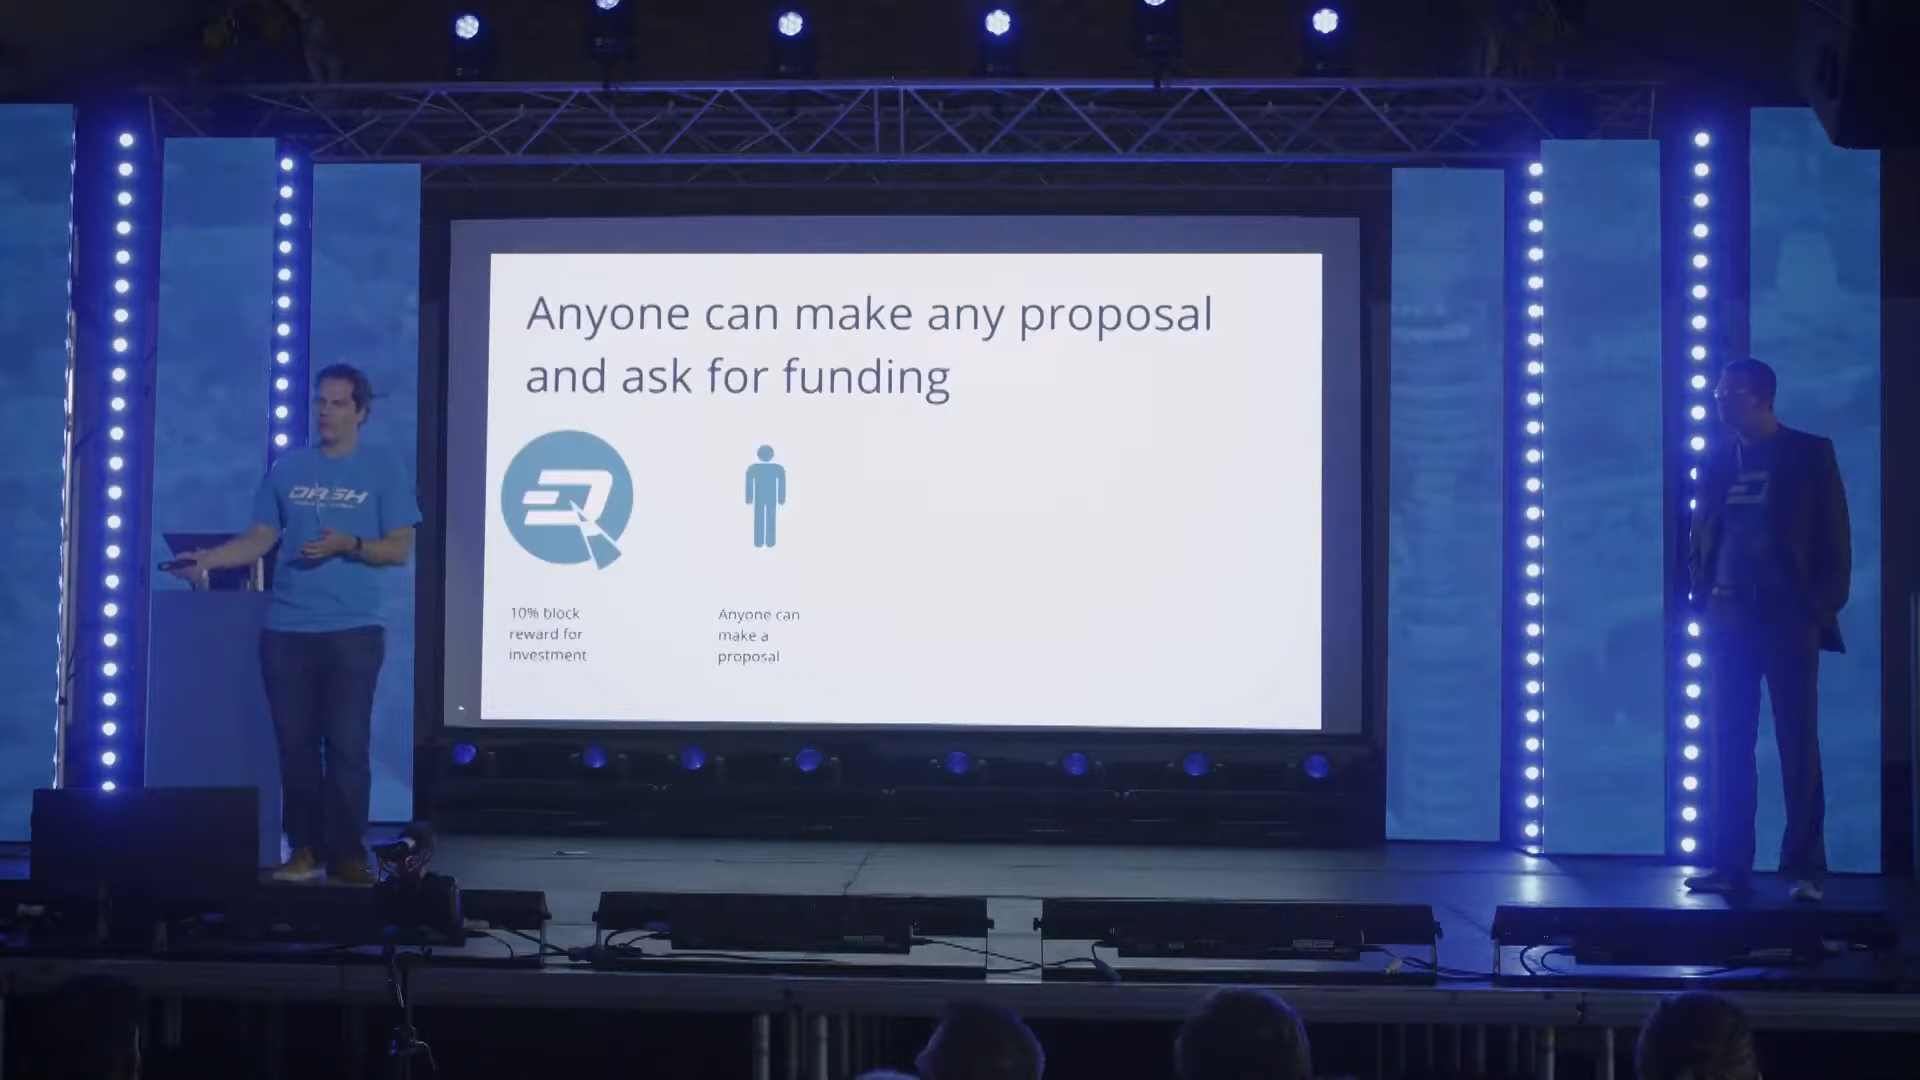 Anyone can make any proposal
and ask for funding
10% block
reward for
investment
Anyone can
make a
proposal
DASH